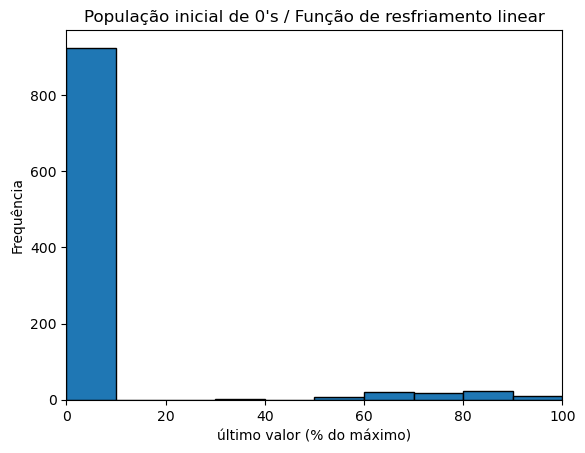 População inicial de 0's / Função de resfriamento linear
Frequência
800
600
400
200
0
0 20 40 60 80 100
último valor (% do máximo)